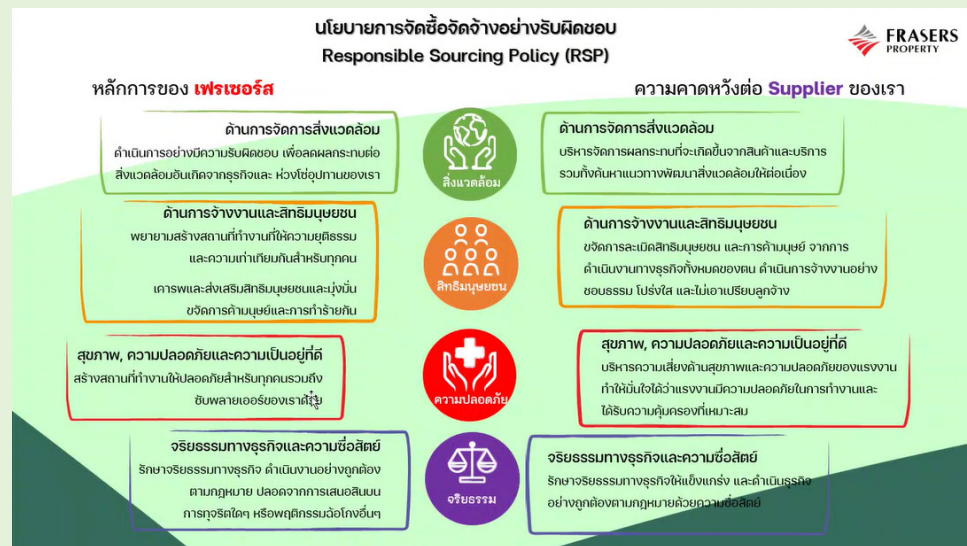 นโยบายการจัดซื้อจัดจ้างอย่างรับผิดชอบ
Responsible Sourcing Policy (RSP)
FRASERS
PROPERTY
หลักการของ เฟรเซอร์ส
ด้านการจัดการสิ่งแวดล้อม
ดำเนินการอย่างมีความรับผิดชอบ เพื่อลดผลกระทบต่อ
สิ่งแวดล้อมอันเกิดจากธุรกิจและ ห่วงโซ่อุปทานของเรา
ด้านการจ้างงานและสิทธิมนุษยชน
พยายามสร้างสถานที่ทำงานที่ให้ความยุติธรรม
และความเท่าเทียมกันสำหรับทุกคน
เคารพและส่งเสริมสิทธิมนุษยชนและมุ่งมั่น
ขจัดการค้ามนุษย์และการทำร้ายกัน
สุขภาพ, ความปลอดภัยและความเป็นอยู่ที่ดี
สร้างสถานที่ทำงานให้ปลอดภัยสำหรับทุกคนรวมถึง
ซัพพลายเออร์ของเราด้วย
จริยธรรมทางธุรกิจและความซื่อสัตย์
รักษาจริยธรรมทางธุรกิจ ดำเนินงานอย่างถูกต้อง
ตามกฎหมาย ปลอดจากการเสนอสินบน
การทุจริตใดๆ หรือพฤติกรรมฉ้อโกงอื่นๆ
สิ่งแวดล้อม
สิทธิมนุษยชน
ความปลอดภัย
จริยธรรม
ความคาดหวังต่อ Supplier ของเรา
ด้านการจัดการสิ่งแวดล้อม
บริหารจัดการผลกระทบที่จะเกิดขึ้นจากสินค้าและบริการ
รวมทั้งค้นหาแนวทางพัฒนาสิ่งแวดล้อมให้ต่อเนื่อง
ด้านการจ้างงานและสิทธิมนุษยชน
ขจัดการละเมิดสิทธิมนุษยชน และการค้ามนุษย์ จากการ
ดำเนินงานทางธุรกิจทั้งหมดของตน ดำเนินการจ้างงานอย่าง
ชอบธรรม โปร่งใส และไม่เอาเปรียบลูกจ้าง
สุขภาพ, ความปลอดภัยและความเป็นอยู่ที่ดี
บริหารความเสี่ยงด้านสุขภาพและความปลอดภัยของแรงงาน
ทำให้มั่นใจได้ว่าแรงงานมีความปลอดภัยในการทำงานและ
ได้รับความคุ้มครองที่เหมาะสม
จริยธรรมทางธุรกิจและความซื่อสัตย์
รักษาจริยธรรมทางธุรกิจให้แข็งแกร่ง และดำเนินธุรกิจ
อย่างถูกต้องตามกฎหมายด้วยความซื่อสัตย์